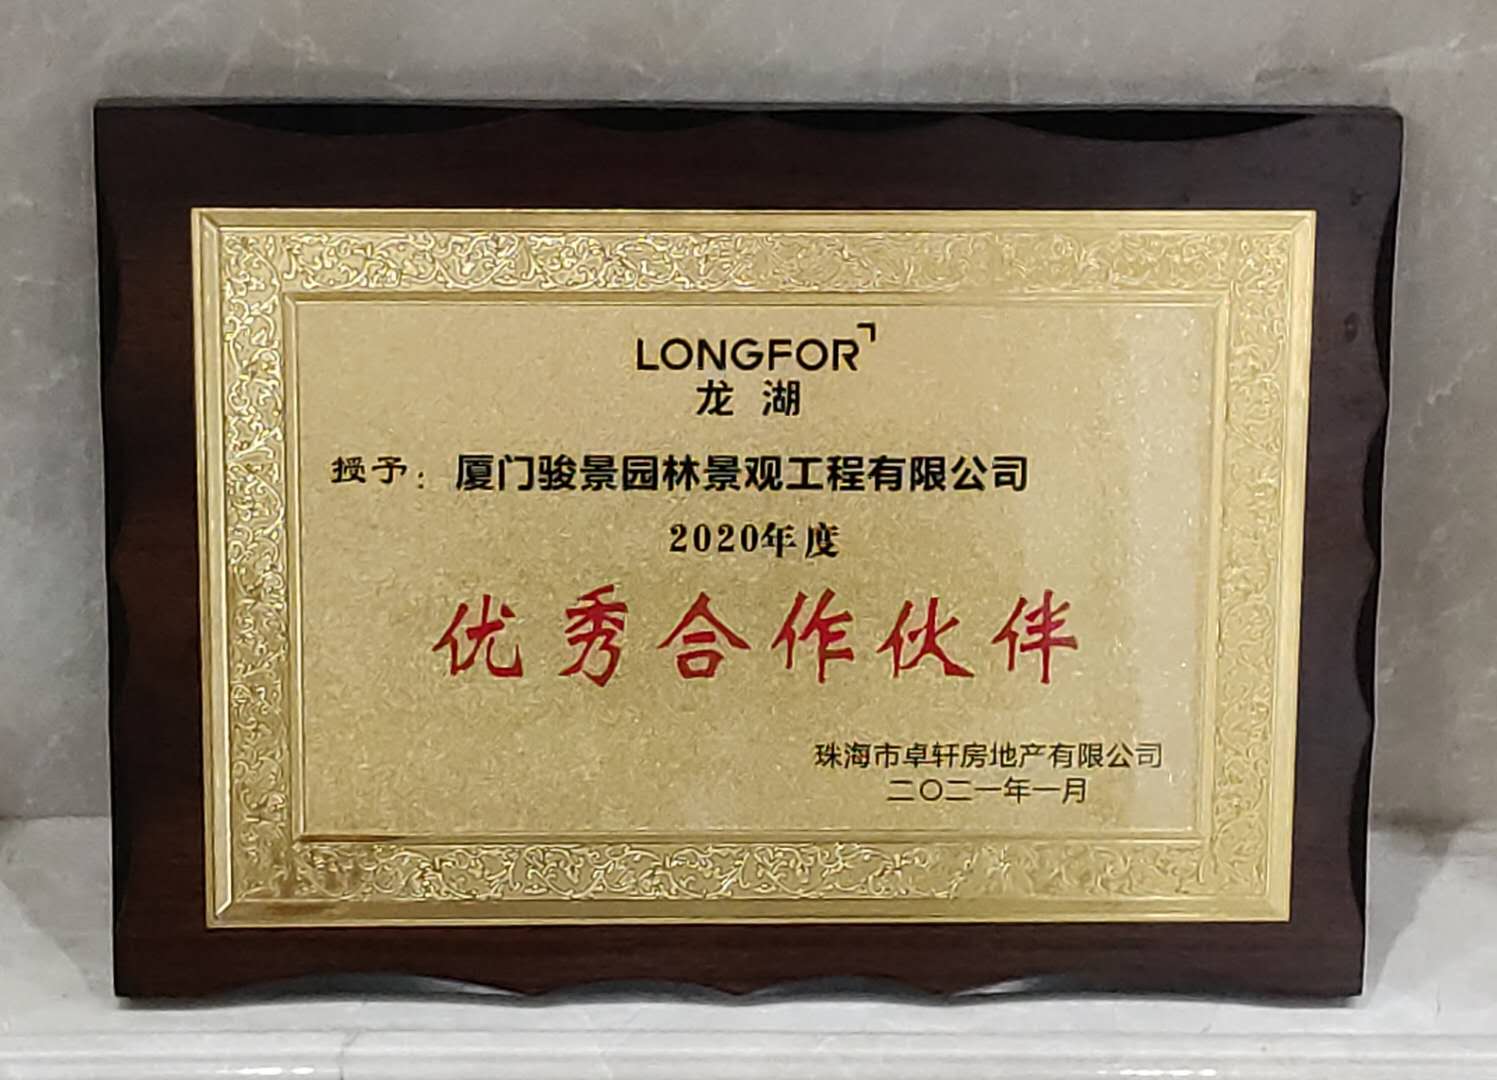 LONGFOR
龙湖
授予：厦门骏景园林景观工程有限公司
2020年度
优秀合作伙伴
珠海市卓轩房地产有限公司
二〇二一年一月